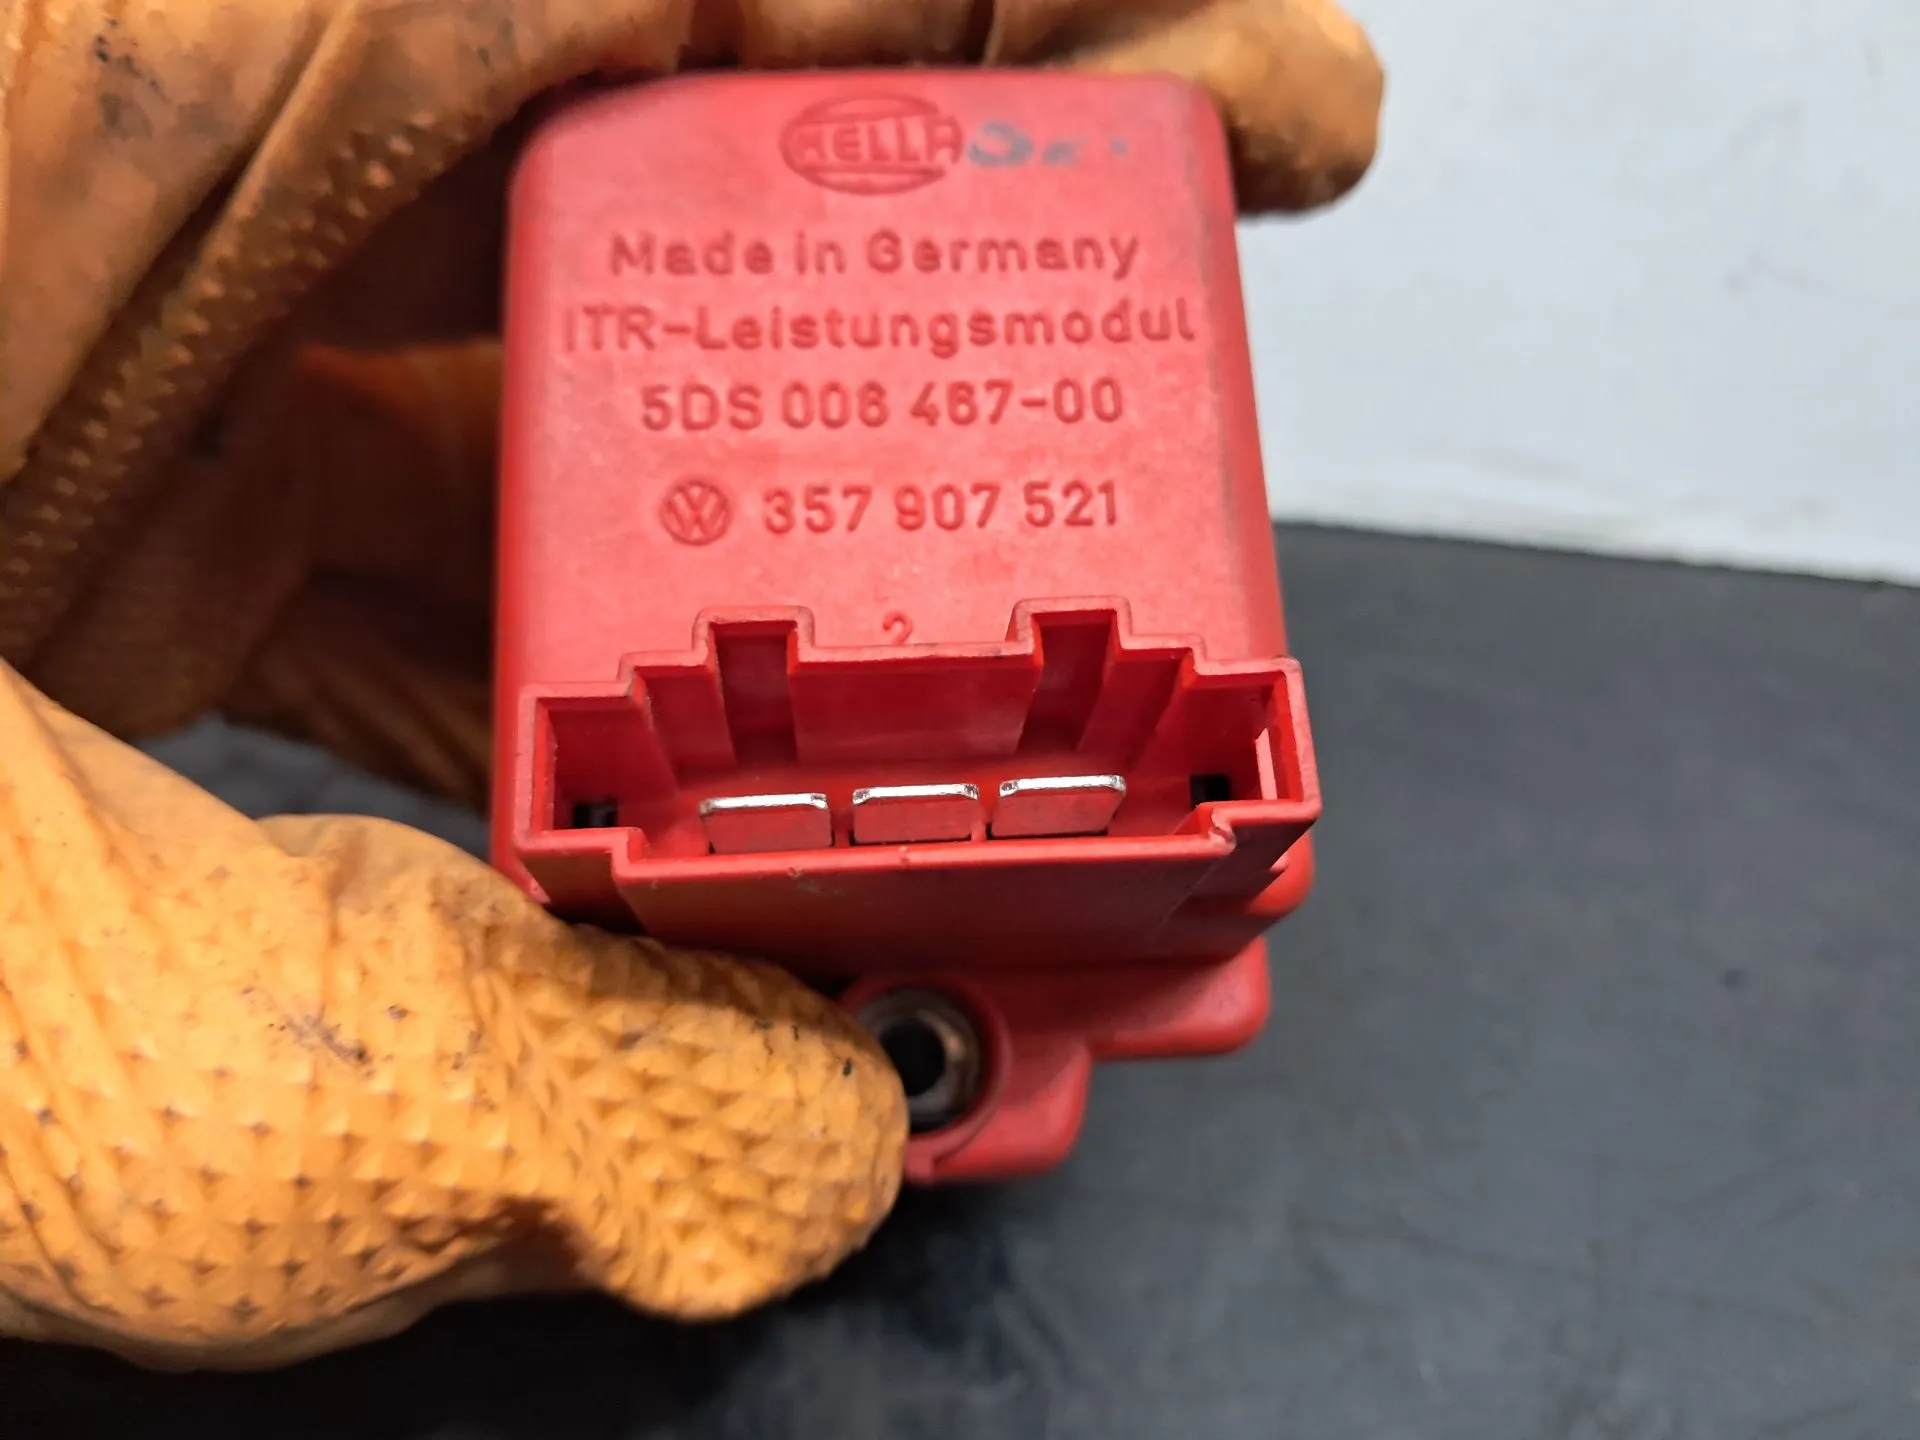 HELLA
Made in Germany
ITR-Leistungsmodul
5DS 006 467-00
357 907 521
2